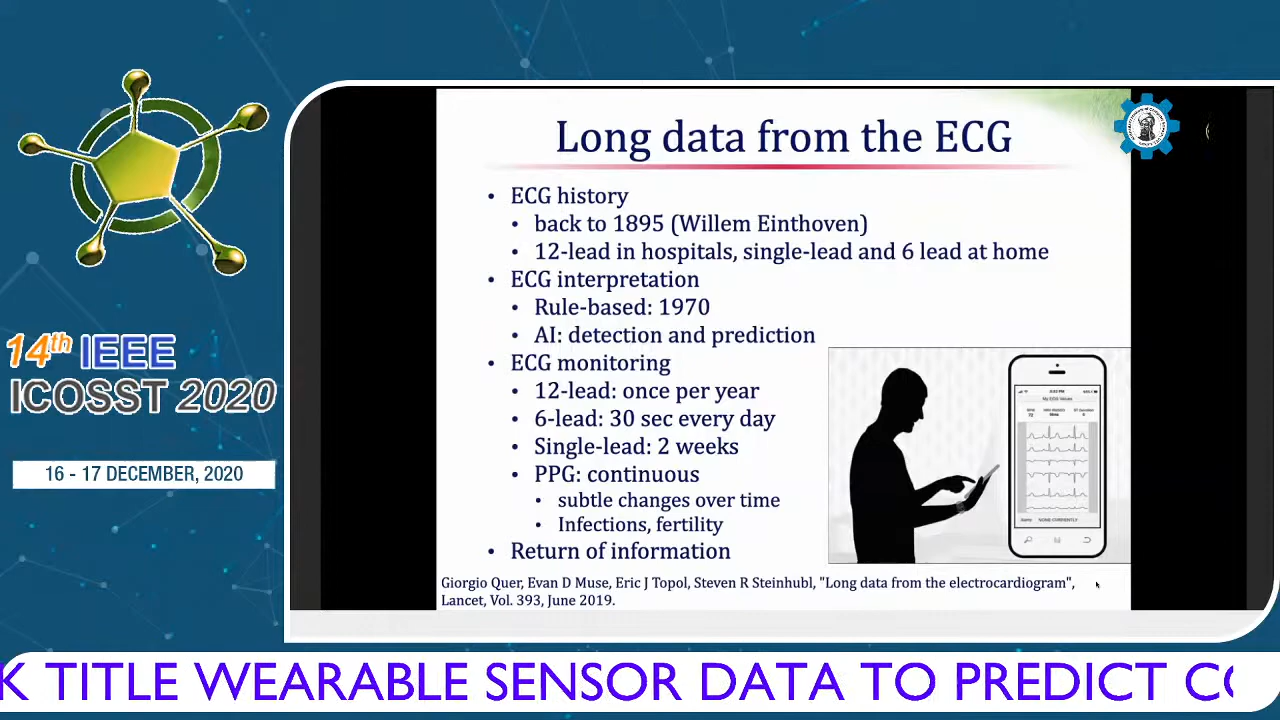 Long data from the ECG
• ECG history
• back to 1895 (Willem Einthoven)
• 12-lead in hospitals, single-lead and 6 lead at home
• ECG interpretation
• Rule-based: 1970
• AI: detection and prediction
• ECG monitoring
• 12-lead: once per year
• 6-lead: 30 sec every day
• Single-lead: 2 weeks
• PPG: continuous
• subtle changes over time
• Infections, fertility
• Return of information
Giorgio Quer, Evan D Muse, Eric J Topol, Steven R Steinhubl, "Long data from the electrocardiogram",
Lancet, Vol. 393, June 2019.
14th IEEE
ICOSST 2020
16 - 17 DECEMBER, 2020
K TITLE WEARABLE SENSOR DATA TO PREDICT CO